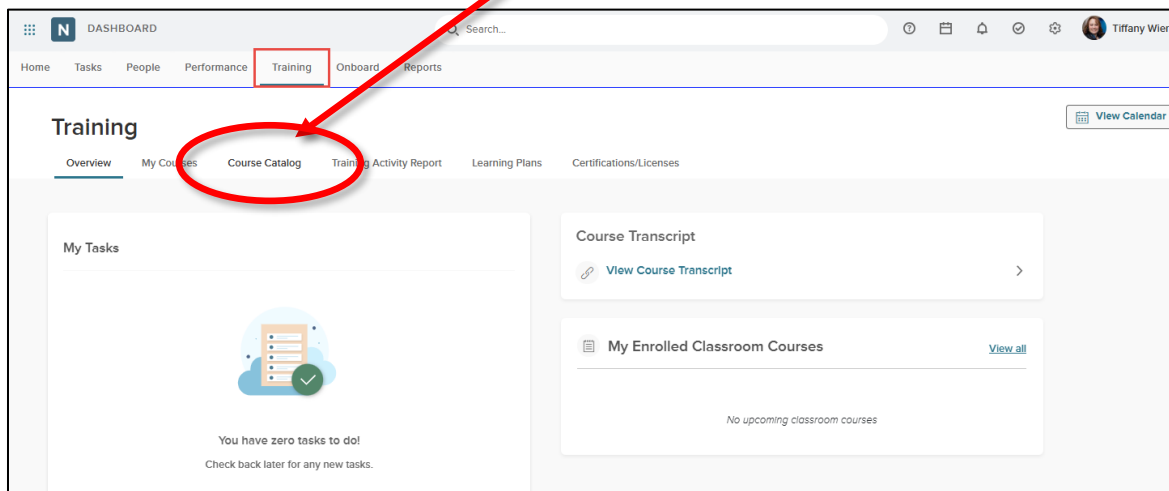 N DASHBOARD Search... Tiffany Wier
Home Tasks People Performance Training Onboard Reports
Training
View Calendar
Overview My Courses Course Catalog Training Activity Report Learning Plans Certifications/Licenses
My Tasks
You have zero tasks to do!
Check back later for any new tasks.
Course Transcript
View Course Transcript
My Enrolled Classroom Courses View all
No upcoming classroom courses